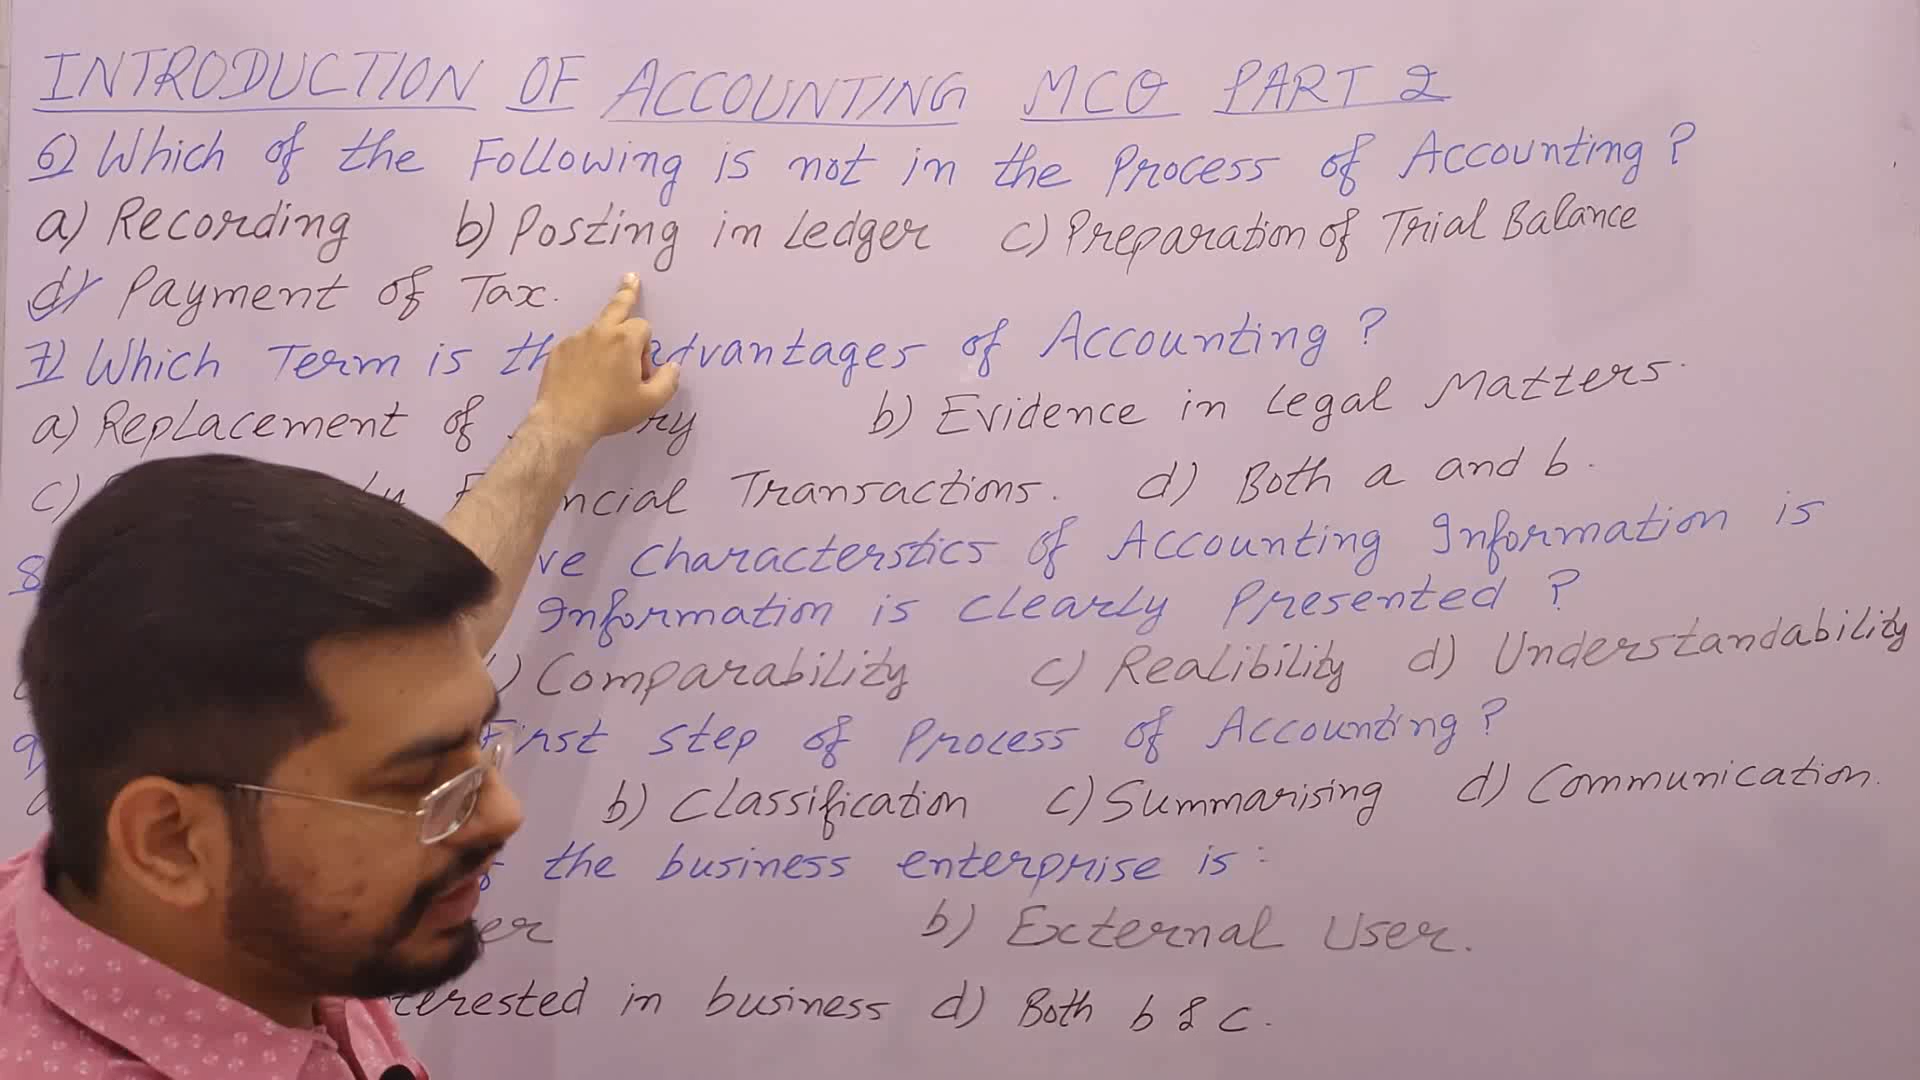 INTRODUCTION OF ACCOUNTING MCQ PART 2
6) Which of the Following is not in the Process of Accounting ?
a) Recording b) Posting in Ledger c) Preparation of Trial Balance
d) Payment of Tax.
7) Which Term is advantages of Accounting ?
a) Replacement of b) Evidence in Legal Matters.
c) Transactions. d) Both a and b.
8 characterstics of Accounting Information is
Information is clearly Presented ?
) Comparability c) Realibility d) Understandability
9 First step of Process of Accounting ?
b) Classification c) Summarising d) Communication.
the business enterprise is :
b) External User.
in business d) Both b & c.